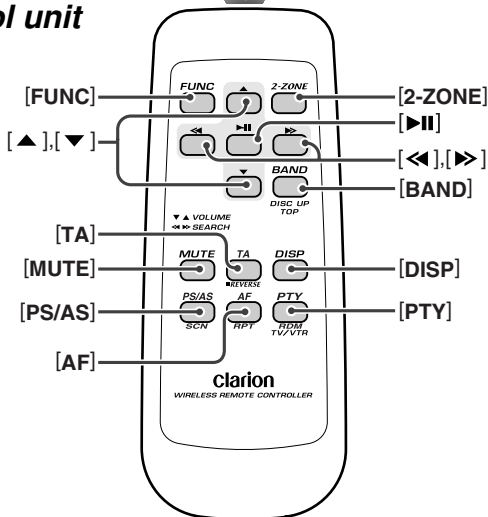 ol unit
FUNC
2-ZONE
[FUNC]
[2-ZONE]
[▲],[▼]
[►II]
[◄◄],[►►]
BAND
[BAND]
DISC UP
TOP
▼ ▲ VOLUME
◄◄ ►► SEARCH
[TA]
MUTE
TA
DISP
[MUTE]
[DISP]
■REVERSE
PS/AS
AF
PTY
[PS/AS]
[PTY]
SCN
RPT
RDM
TV/VTR
[AF]
clarion
WIRELESS REMOTE CONTROLLER